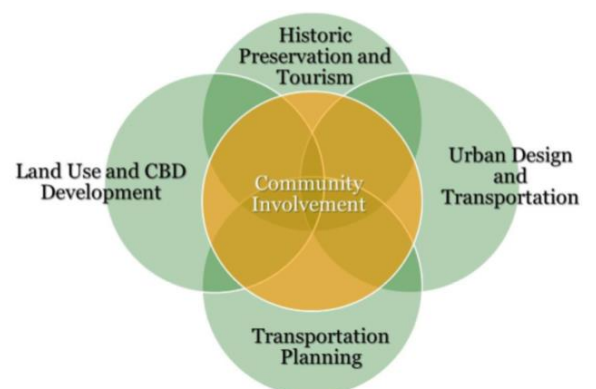 Historic
Preservation and
Tourism
Land Use and CBD
Development
Community
Involvement
Urban Design
and
Transportation
Transportation
Planning